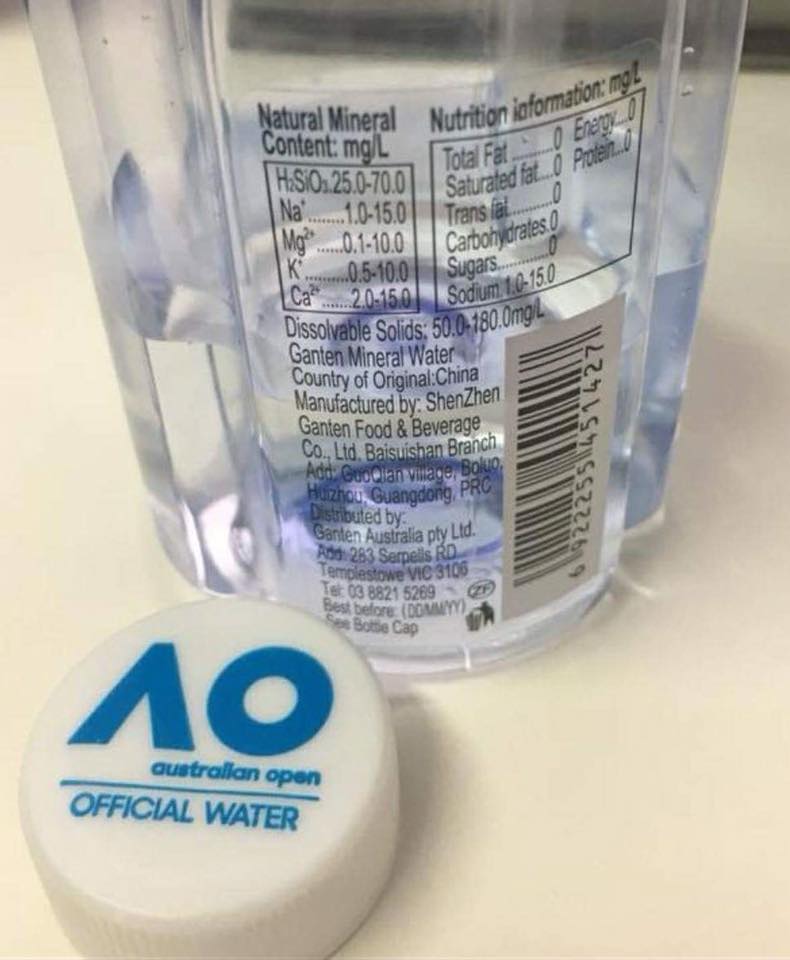 Natural Mineral
Content: mg/L
H₂SiO₃.25.0-70.0
Na⁺........1.0-15.0
Mg²⁺......0.1-10.0
K⁺..........0.5-10.0
Ca²⁺.......2.0-15.0
Nutrition information: mg/L
Total Fat..........0 Energy....0
Saturated fat....0 Protein...0
Trans fat...........0
Carbohydrates.0
Sugars.............0
Sodium.1.0-15.0
Dissolvable Solids: 50.0-180.0mg/L
Ganten Mineral Water
Country of Original:China
Manufactured by: ShenZhen
Ganten Food & Beverage
Co., Ltd. Baisuishan Branch
Add: GuoQian village, Boluo,
Huizhou, Guangdong, PRC
Distributed by:
Ganten Australia pty Ltd.
Add: 283 Serpells RD
Templestowe VIC 3106
Tel: 03 8821 5269
Best before: (DD/MM/YY)
See Bottle Cap
6 922255 451427
AO
australian open
OFFICIAL WATER